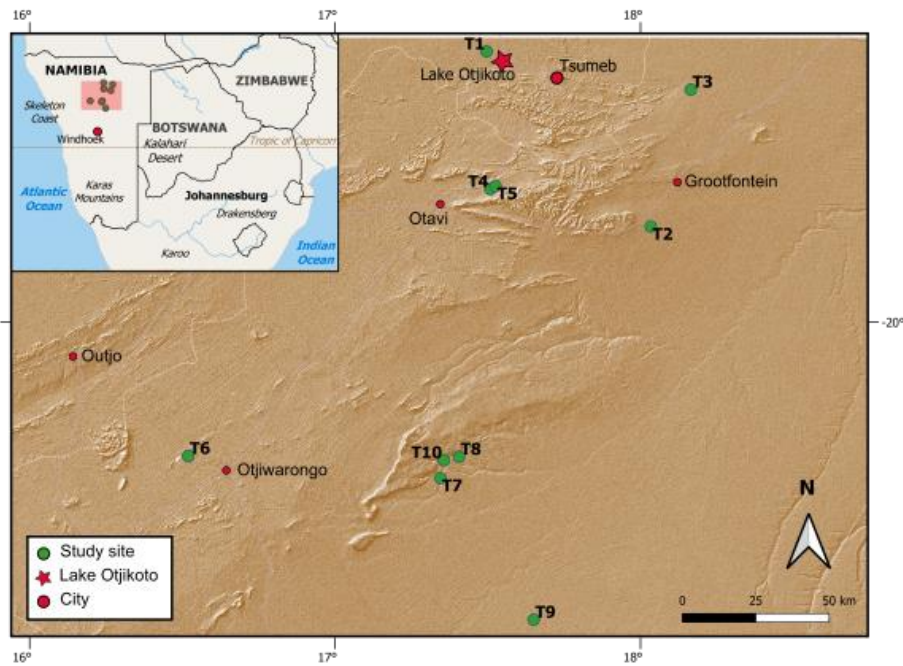 16°
17°
18°
NAMIBIA
Skeleton
Coast
Windhoek
ZIMBABWE
BOTSWANA
Kalahari
Desert
Tropic of Capricorn
Atlantic
Ocean
Karas
Mountains
Johannesburg
Drakensberg
Karoo
Indian
Ocean
T1
Lake Otjikoto
Tsumeb
T3
T4
T5
Grootfontein
Otavi
T2
-20°
Outjo
T6
Otjiwarongo
T10
T8
T7
N
Study site
Lake Otjikoto
City
T9
0 25 50 km
16°
17°
18°